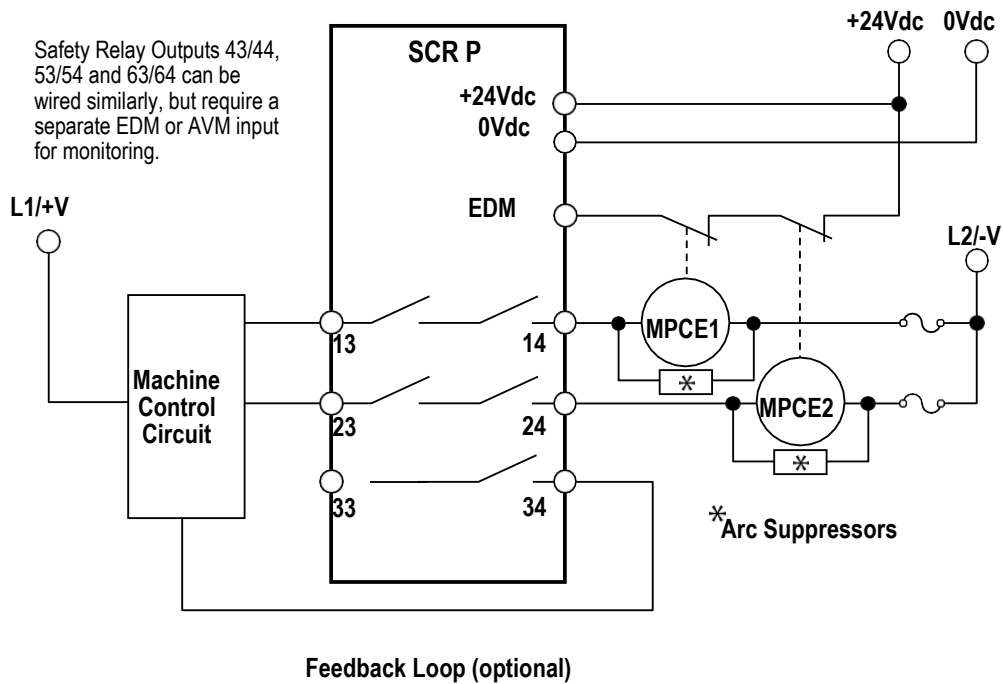 +24Vdc 0Vdc
Safety Relay Outputs 43/44,
53/54 and 63/64 can be
wired similarly, but require a
separate EDM or AVM input
for monitoring.
SCR P
+24Vdc
0Vdc
L1/+V
EDM
L2/-V
13
14
MPCE1
*
Machine
Control
Circuit
23
24
MPCE2
*
33
34
*Arc Suppressors
Feedback Loop (optional)